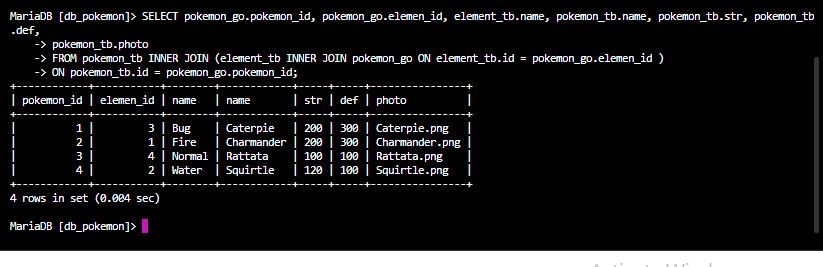 MariaDB [db_pokemon]> SELECT pokemon_go.pokemon_id, pokemon_go.elemen_id, element_tb.name, pokemon_tb.name, pokemon_tb.str, pokemon_tb
.def,
    -> pokemon_tb.photo
    -> FROM pokemon_tb INNER JOIN (element_tb INNER JOIN pokemon_go ON element_tb.id = pokemon_go.elemen_id )
    -> ON pokemon_tb.id = pokemon_go.pokemon_id;
+------------+-----------+--------+------------+-----+-----+----------------+
| pokemon_id | elemen_id | name   | name       | str | def | photo          |
+------------+-----------+--------+------------+-----+-----+----------------+
|          1 |         3 | Bug    | Caterpie   | 200 | 300 | Caterpie.png   |
|          2 |         1 | Fire   | Charmander | 200 | 300 | Charmander.png |
|          3 |         4 | Normal | Rattata    | 100 | 100 | Rattata.png    |
|          4 |         2 | Water  | Squirtle   | 120 | 100 | Squirtle.png   |
+------------+-----------+--------+------------+-----+-----+----------------+
4 rows in set (0.004 sec)
MariaDB [db_pokemon]>